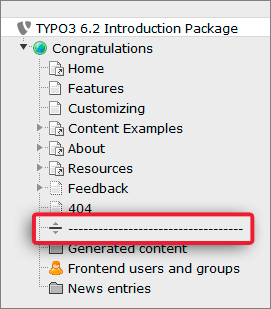 TYPO3 6.2 Introduction Package
Congratulations
Home
Features
Customizing
Content Examples
About
Resources
Feedback
404
------------------------------
Generated content
Frontend users and groups
News entries